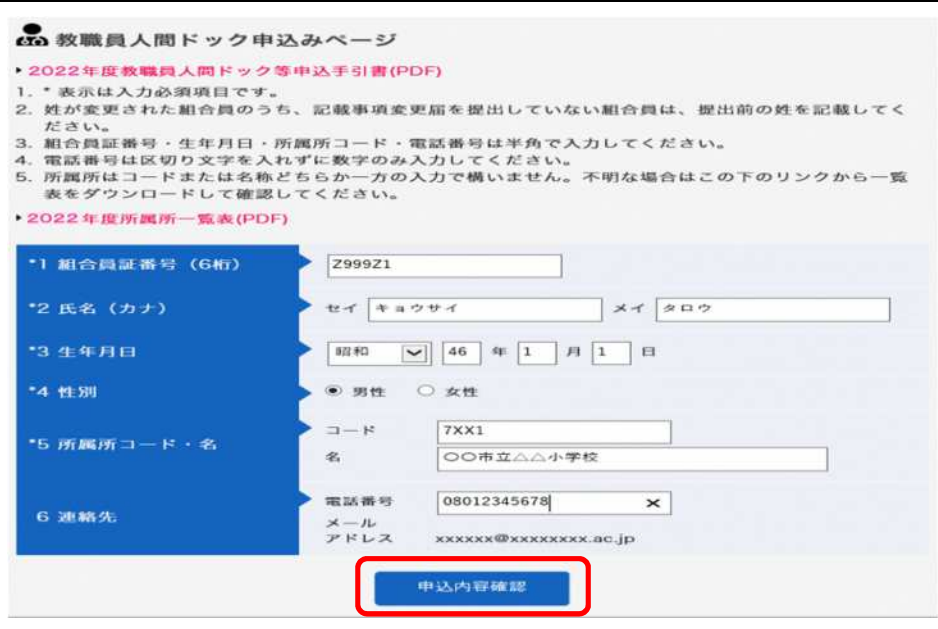 教職員人間ドック申込みページ
2022年度教職員人間ドック等申込手引書(PDF)
1. * 表示は入力必須項目です。
2. 姓が変更された組合員のうち、記載事項変更届を提出していない組合員は、提出前の姓を記載してく
ださい。
3. 組合員証番号・生年月日・所属所コード・電話番号は半角で入力してください。
4. 電話番号は区切り文字を入れずに数字のみ入力してください。
5. 所属所はコードまたは名称どちらか一方の入力で構いません。不明な場合はこの下のリンクから一覧
表をダウンロードして確認してください。
2022年度所属所一覧表(PDF)
*1 組合員証番号（6桁） Z999Z1
*2 氏名（カナ） セイ キョウサイ メイ タロウ
*3 生年月日 昭和 46 年 1 月 1 日
*4 性別 男性 女性
*5 所属所コード・名 コード 7XX1
名 〇〇市立△△小学校
6 連絡先 電話番号 08012345678
メール
アドレス xxxxxx@xxxxxxxx.ac.jp
申込内容確認